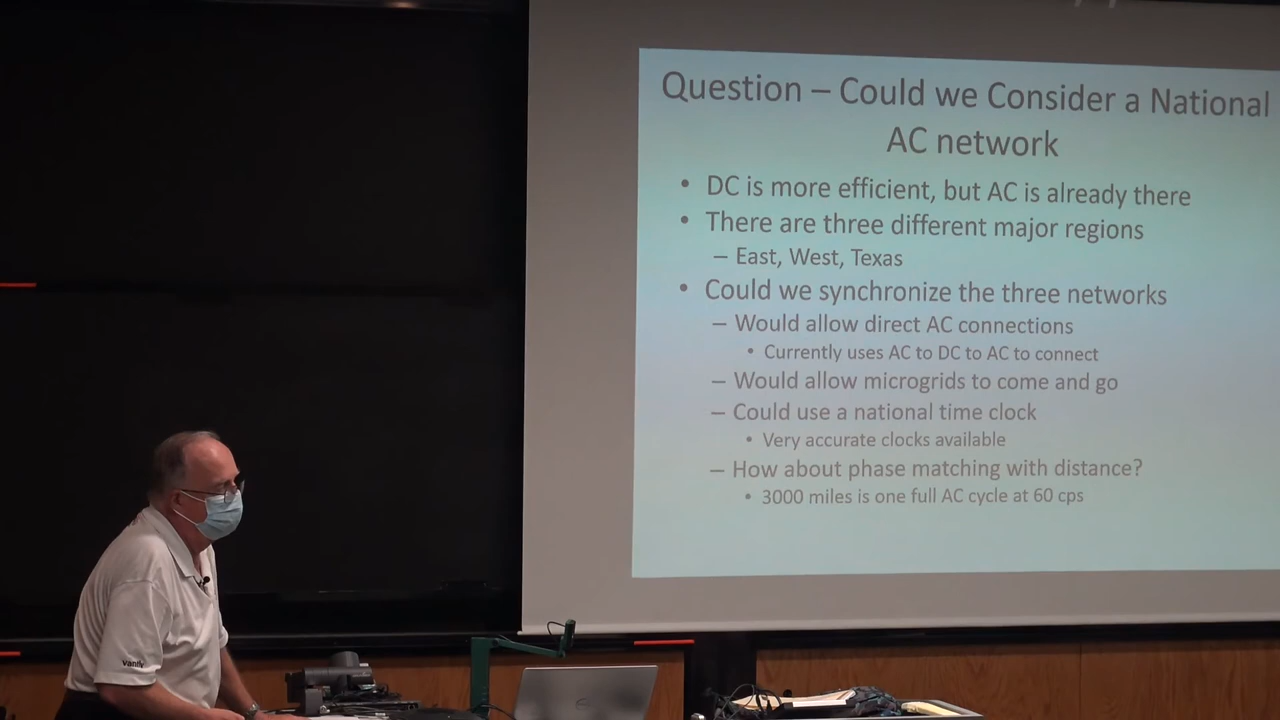 Question – Could we Consider a National
AC network
• DC is more efficient, but AC is already there
• There are three different major regions
– East, West, Texas
• Could we synchronize the three networks
– Would allow direct AC connections
• Currently uses AC to DC to AC to connect
– Would allow microgrids to come and go
– Could use a national time clock
• Very accurate clocks available
– How about phase matching with distance?
• 3000 miles is one full AC cycle at 60 cps